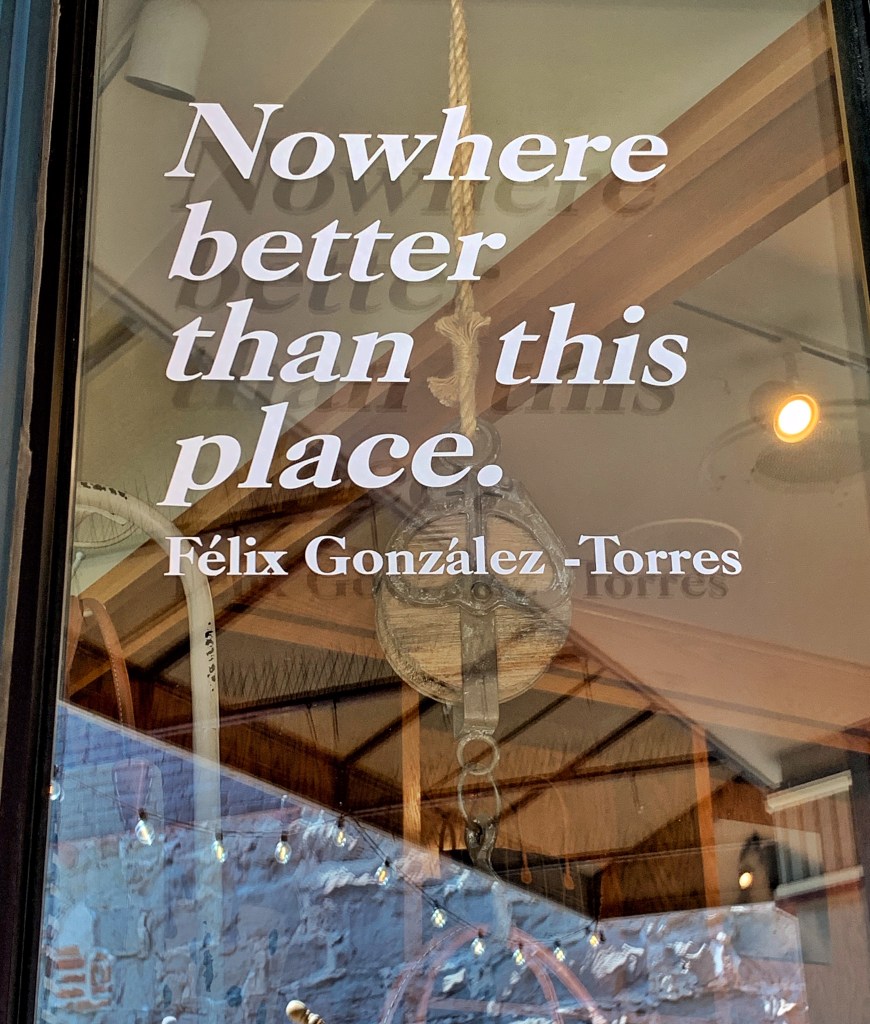 Nowhere
better
than this
place.
Félix González -Torres